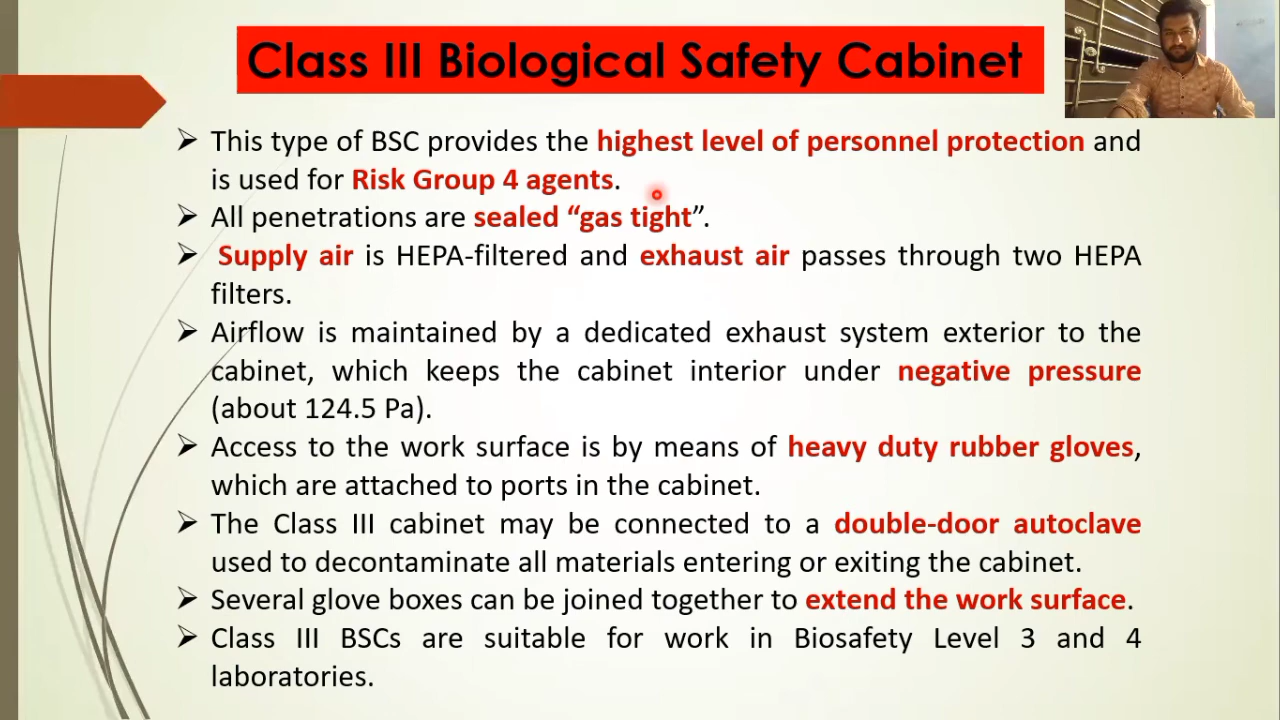 Class III Biological Safety Cabinet
➢ This type of BSC provides the highest level of personnel protection and
is used for Risk Group 4 agents.
➢ All penetrations are sealed “gas tight”.
➢ Supply air is HEPA-filtered and exhaust air passes through two HEPA
filters.
➢ Airflow is maintained by a dedicated exhaust system exterior to the
cabinet, which keeps the cabinet interior under negative pressure
(about 124.5 Pa).
➢ Access to the work surface is by means of heavy duty rubber gloves,
which are attached to ports in the cabinet.
➢ The Class III cabinet may be connected to a double-door autoclave
used to decontaminate all materials entering or exiting the cabinet.
➢ Several glove boxes can be joined together to extend the work surface.
➢ Class III BSCs are suitable for work in Biosafety Level 3 and 4
laboratories.